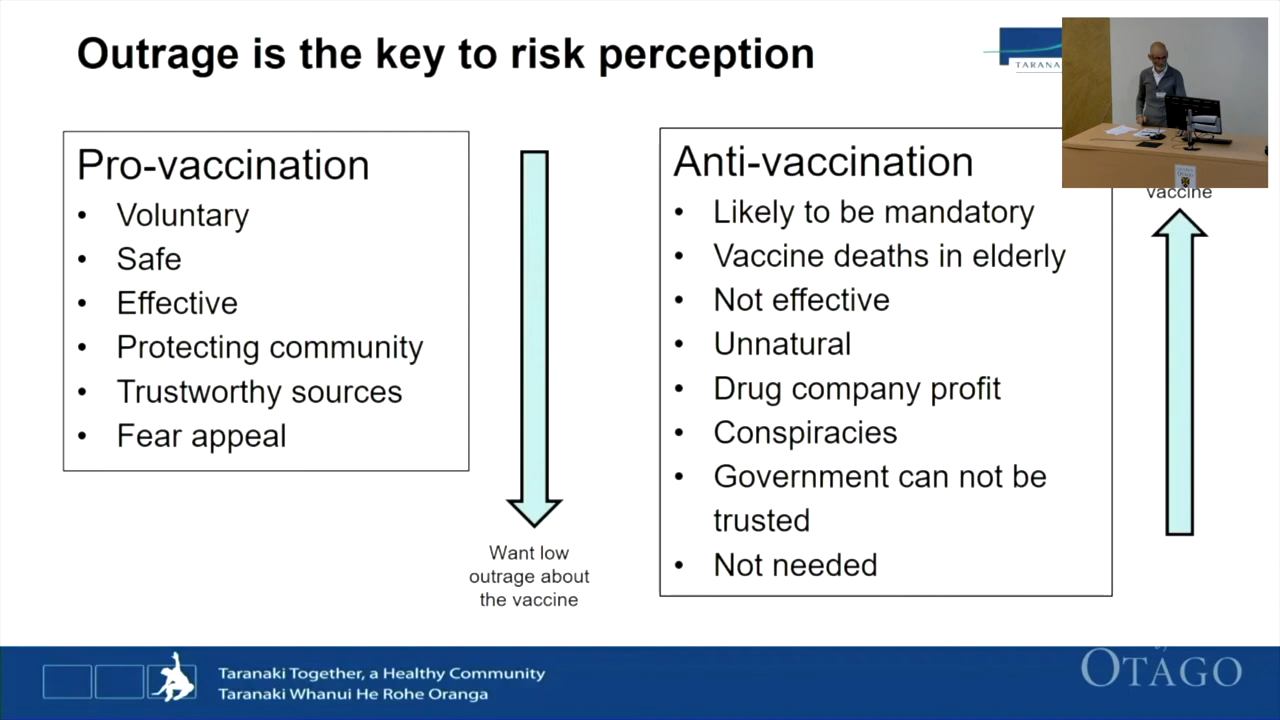 Outrage is the key to risk perception
TARANA
Pro-vaccination
• Voluntary
• Safe
• Effective
• Protecting community
• Trustworthy sources
• Fear appeal
Want low
outrage about
the vaccine
Anti-vaccination
• Likely to be mandatory
• Vaccine deaths in elderly
• Not effective
• Unnatural
• Drug company profit
• Conspiracies
• Government can not be
trusted
• Not needed
vaccine
OTAGO
Taranaki Together, a Healthy Community
Taranaki Whanui He Rohe Oranga
OTAGO